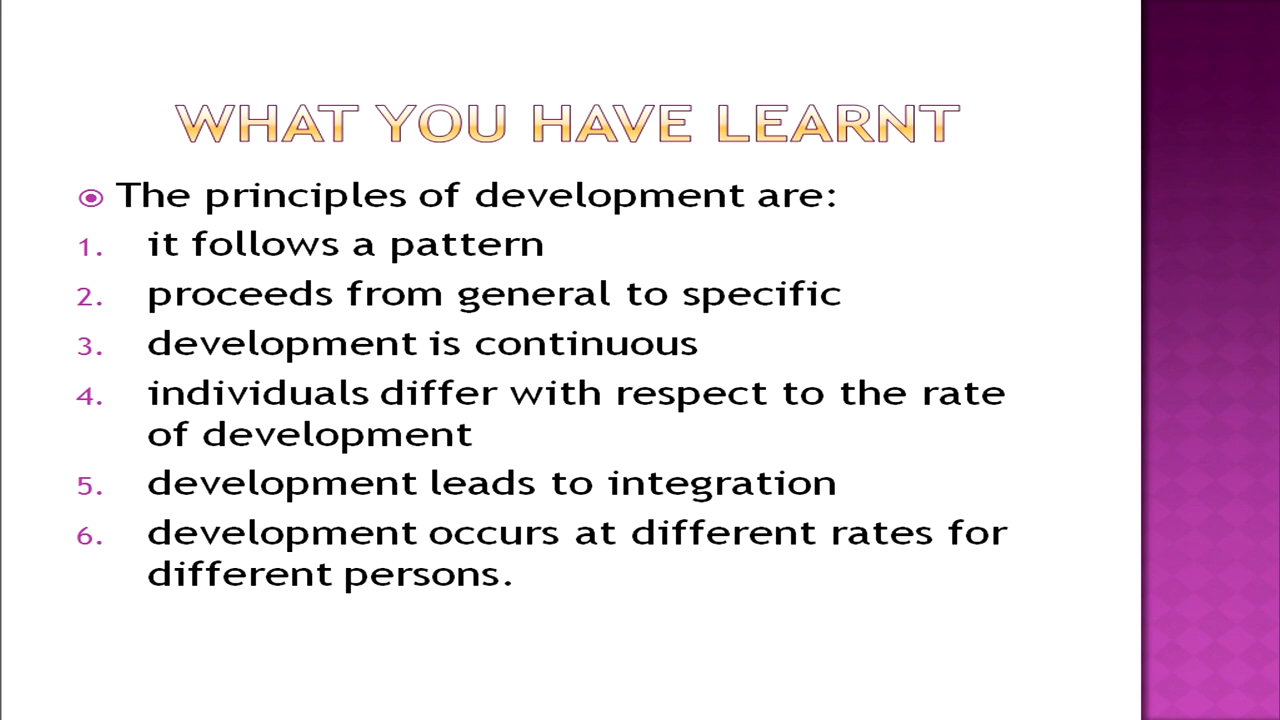 WHAT YOU HAVE LEARNT
The principles of development are:
1. it follows a pattern
2. proceeds from general to specific
3. development is continuous
4. individuals differ with respect to the rate
of development
5. development leads to integration
6. development occurs at different rates for
different persons.